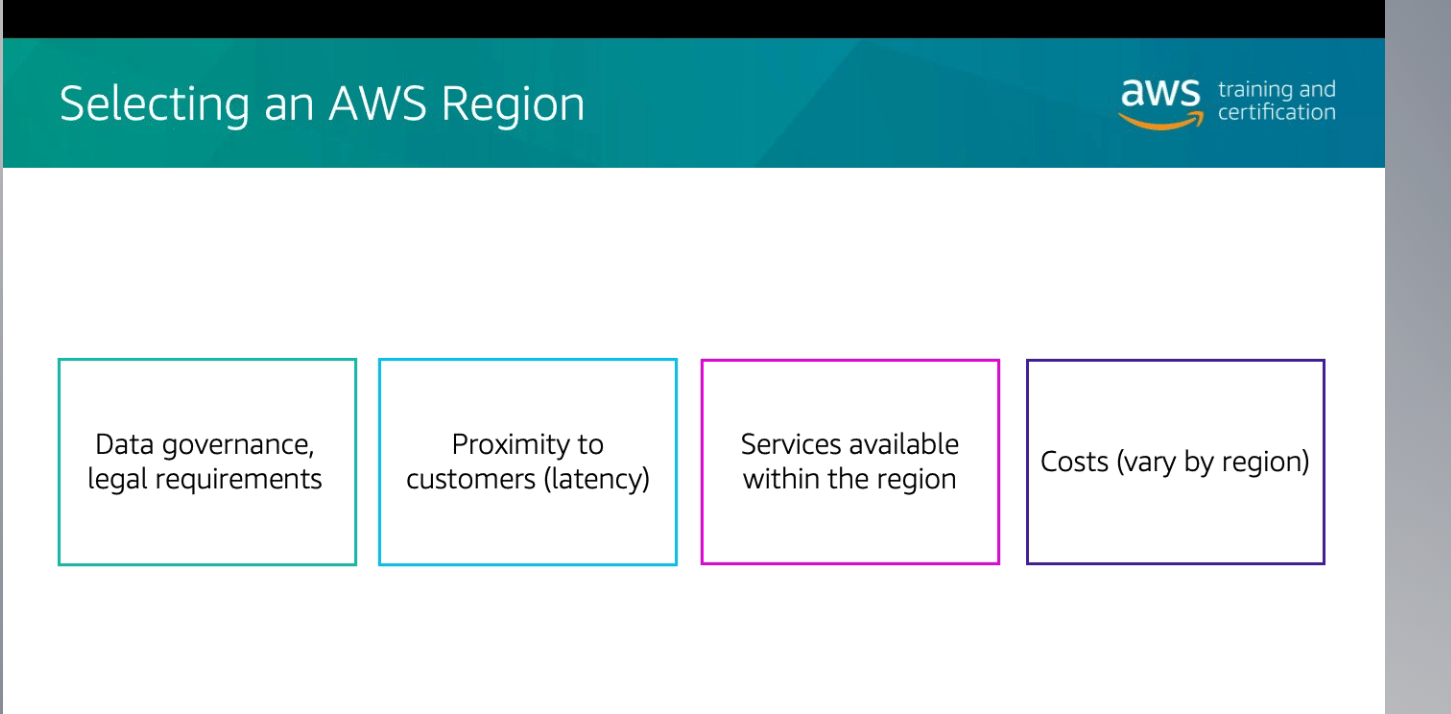 Selecting an AWS Region
aws training and
certification
Data governance,
legal requirements
Proximity to
customers (latency)
Services available
within the region
Costs (vary by region)